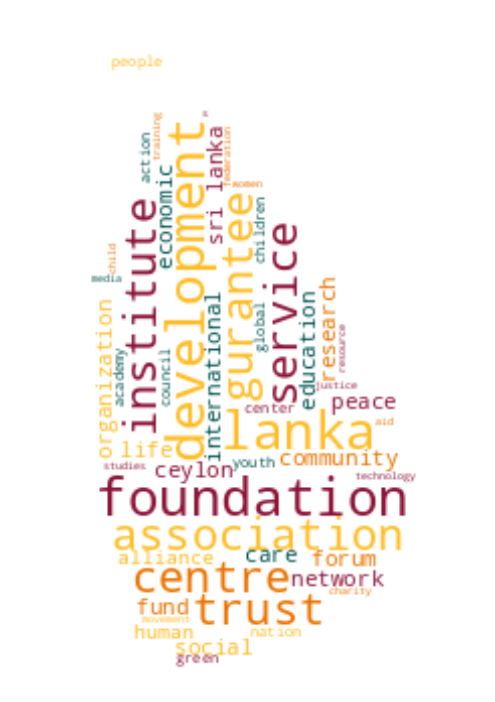 people
training
action
sri lanka
federation
economic
development
women
institute
gurantee
children
service
child
media
organization
academy
council
international
global
education
research
resource
justice
center
peace
lanka
aid
life
community
studies
ceylon
youth
technology
foundation
association
alliance
care
forum
centre
network
charity
fund
trust
movement
human
nation
social
green